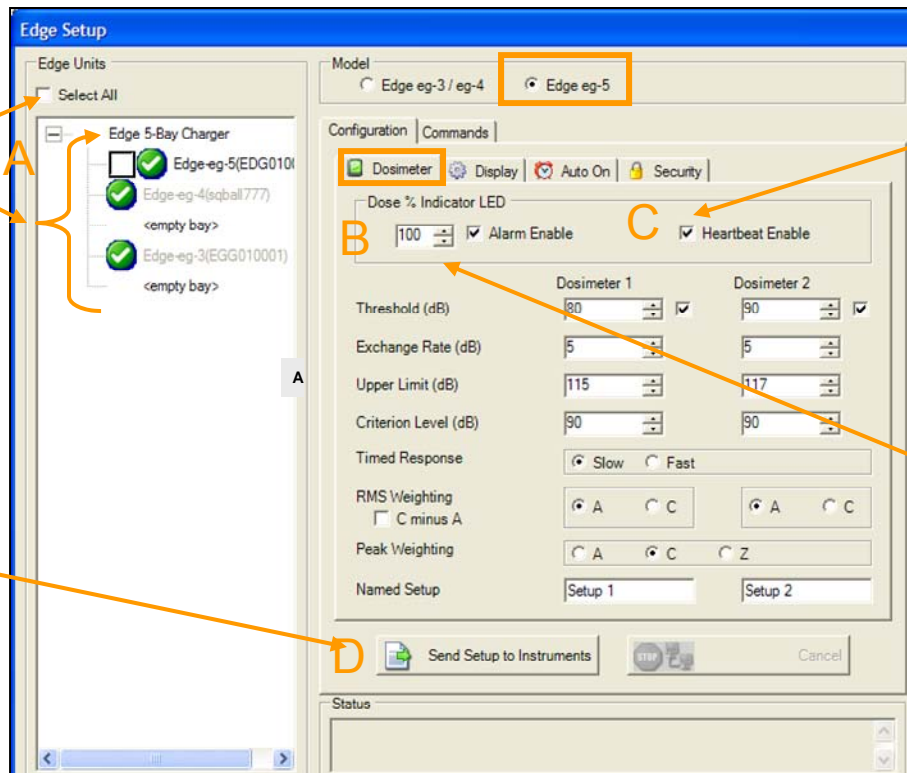 Edge Setup
Edge Units
Select All
A
Edge 5-Bay Charger
Edge-eg-5(EDG010(
Edge-eg-4(sqball777)
<empty bay>
Edge-eg-3(EGG010001)
<empty bay>
A
Model
Edge eg-3 / eg-4 Edge eg-5
Configuration Commands
Dosimeter Display Auto On Security
Dose % Indicator LED
B 100 Alarm Enable C Heartbeat Enable
Dosimeter 1 Dosimeter 2
Threshold (dB) 80 90
Exchange Rate (dB) 5 5
Upper Limit (dB) 115 117
Criterion Level (dB) 90 90
Timed Response Slow Fast
RMS Weighting A C A C
C minus A
Peak Weighting A C Z
Named Setup Setup 1 Setup 2
D Send Setup to Instruments STOP Cancel
Status